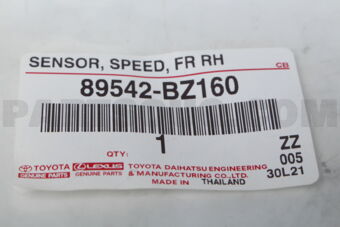 SENSOR, SPEED, FR RH
CB
89542-BZ160
QTY: 1
ZZ
005
30L21
TOYOTA GENUINE PARTS
LEXUS GENUINE PARTS
TOYOTA DAIHATSU ENGINEERING
& MANUFACTURING CO.,LTD.
MADE IN THAILAND